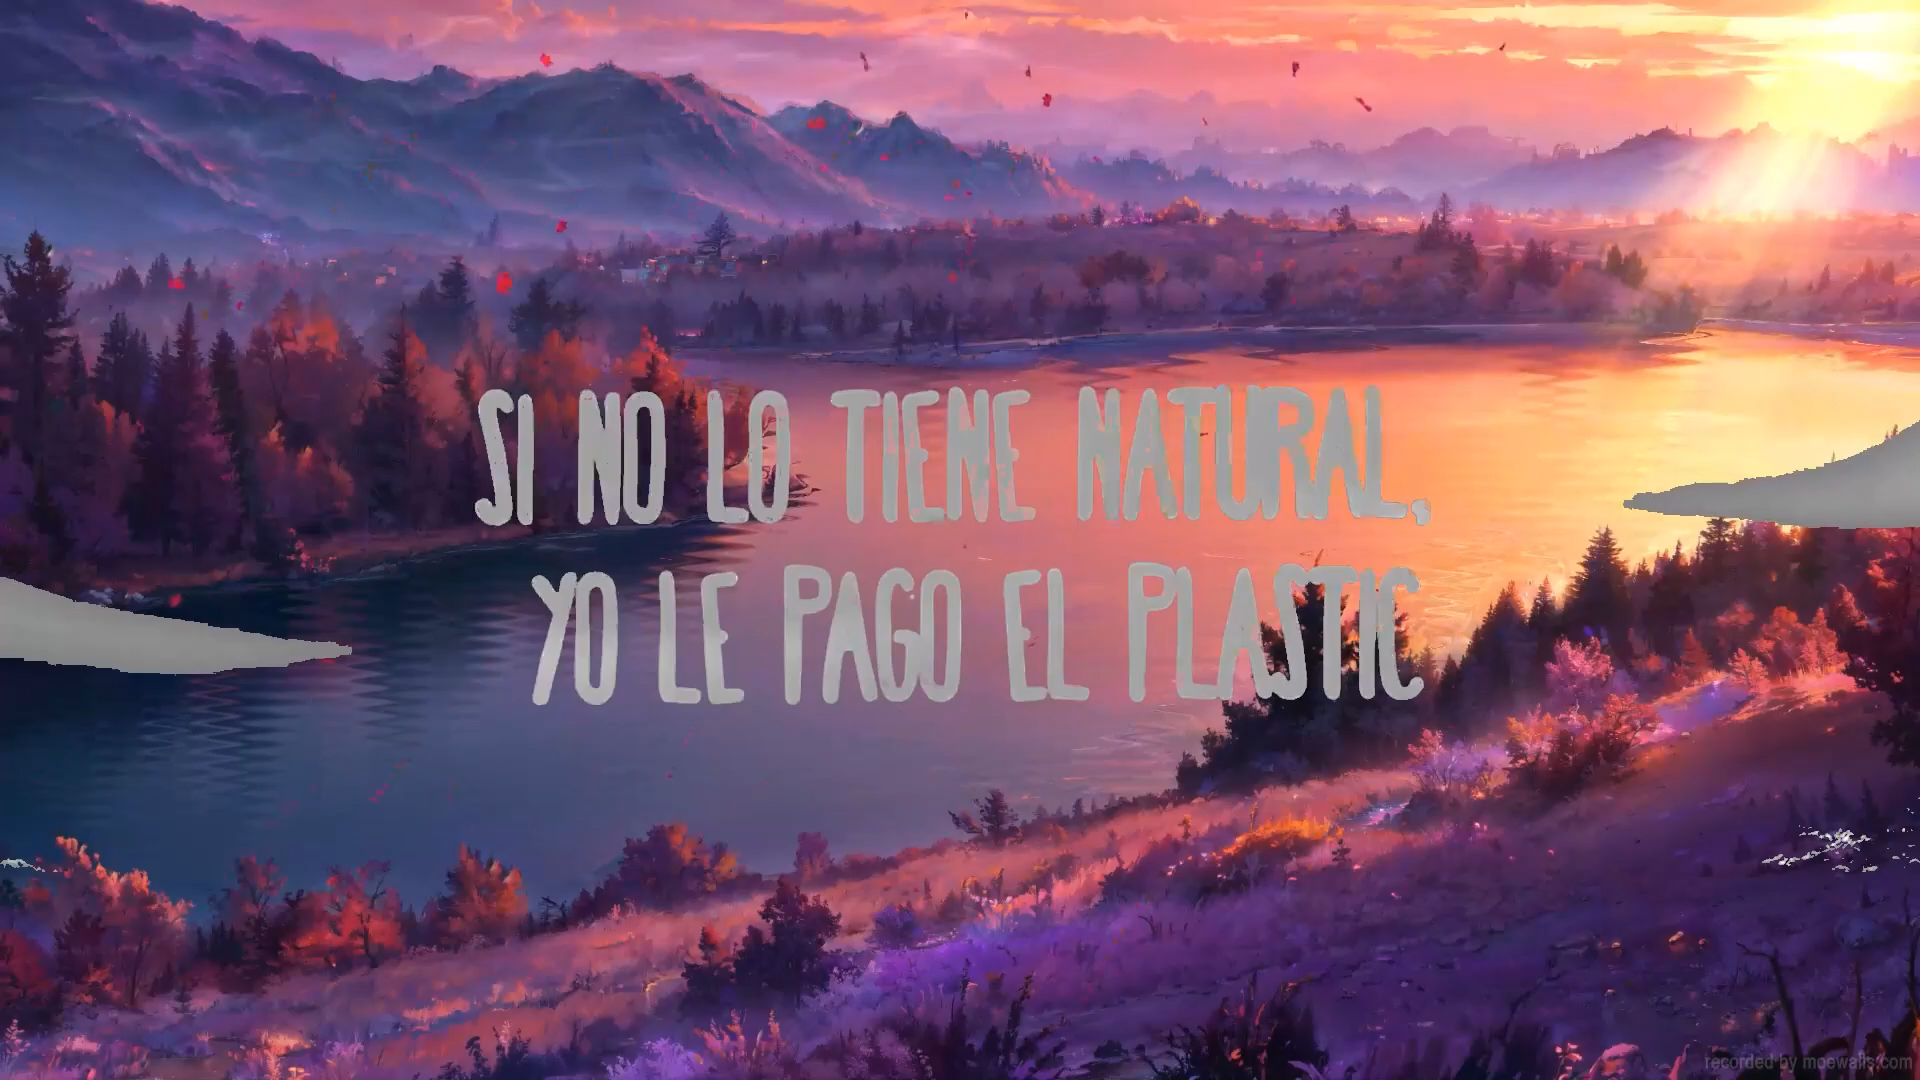 SI NO LO TIENE NATURAL,
YO LE PAGO EL PLASTIC
recorded by moewalls.com